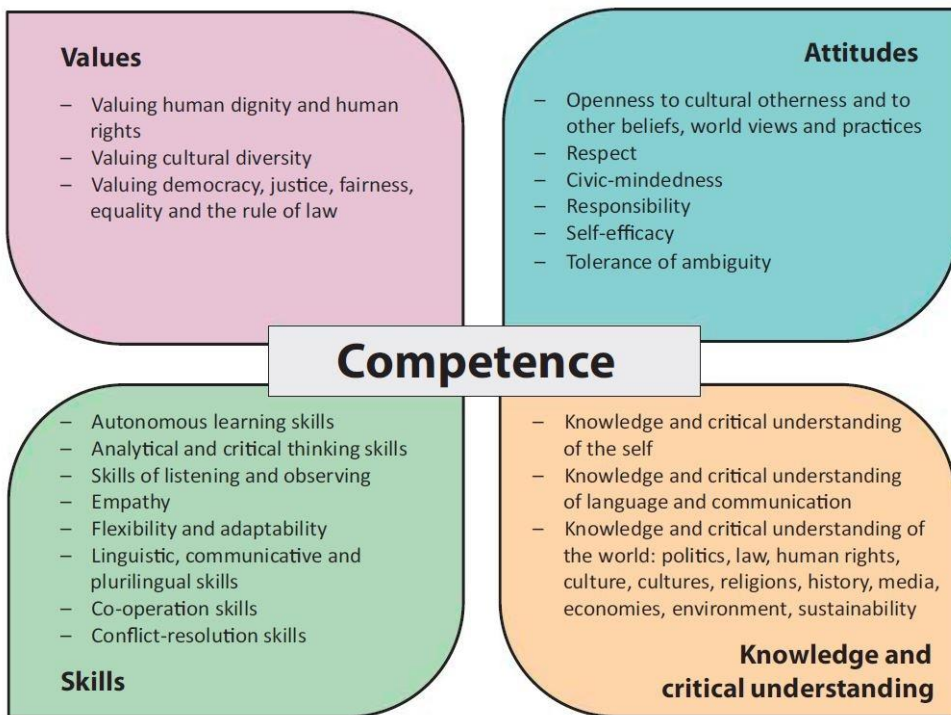 Values
– Valuing human dignity and human
rights
– Valuing cultural diversity
– Valuing democracy, justice, fairness,
equality and the rule of law
Attitudes
– Openness to cultural otherness and to
other beliefs, world views and practices
– Respect
– Civic-mindedness
– Responsibility
– Self-efficacy
– Tolerance of ambiguity
Competence
– Autonomous learning skills
– Analytical and critical thinking skills
– Skills of listening and observing
– Empathy
– Flexibility and adaptability
– Linguistic, communicative and
plurilingual skills
– Co-operation skills
– Conflict-resolution skills
Skills
– Knowledge and critical understanding
of the self
– Knowledge and critical understanding
of language and communication
– Knowledge and critical understanding of
the world: politics, law, human rights,
culture, cultures, religions, history, media,
economies, environment, sustainability
Knowledge and
critical understanding